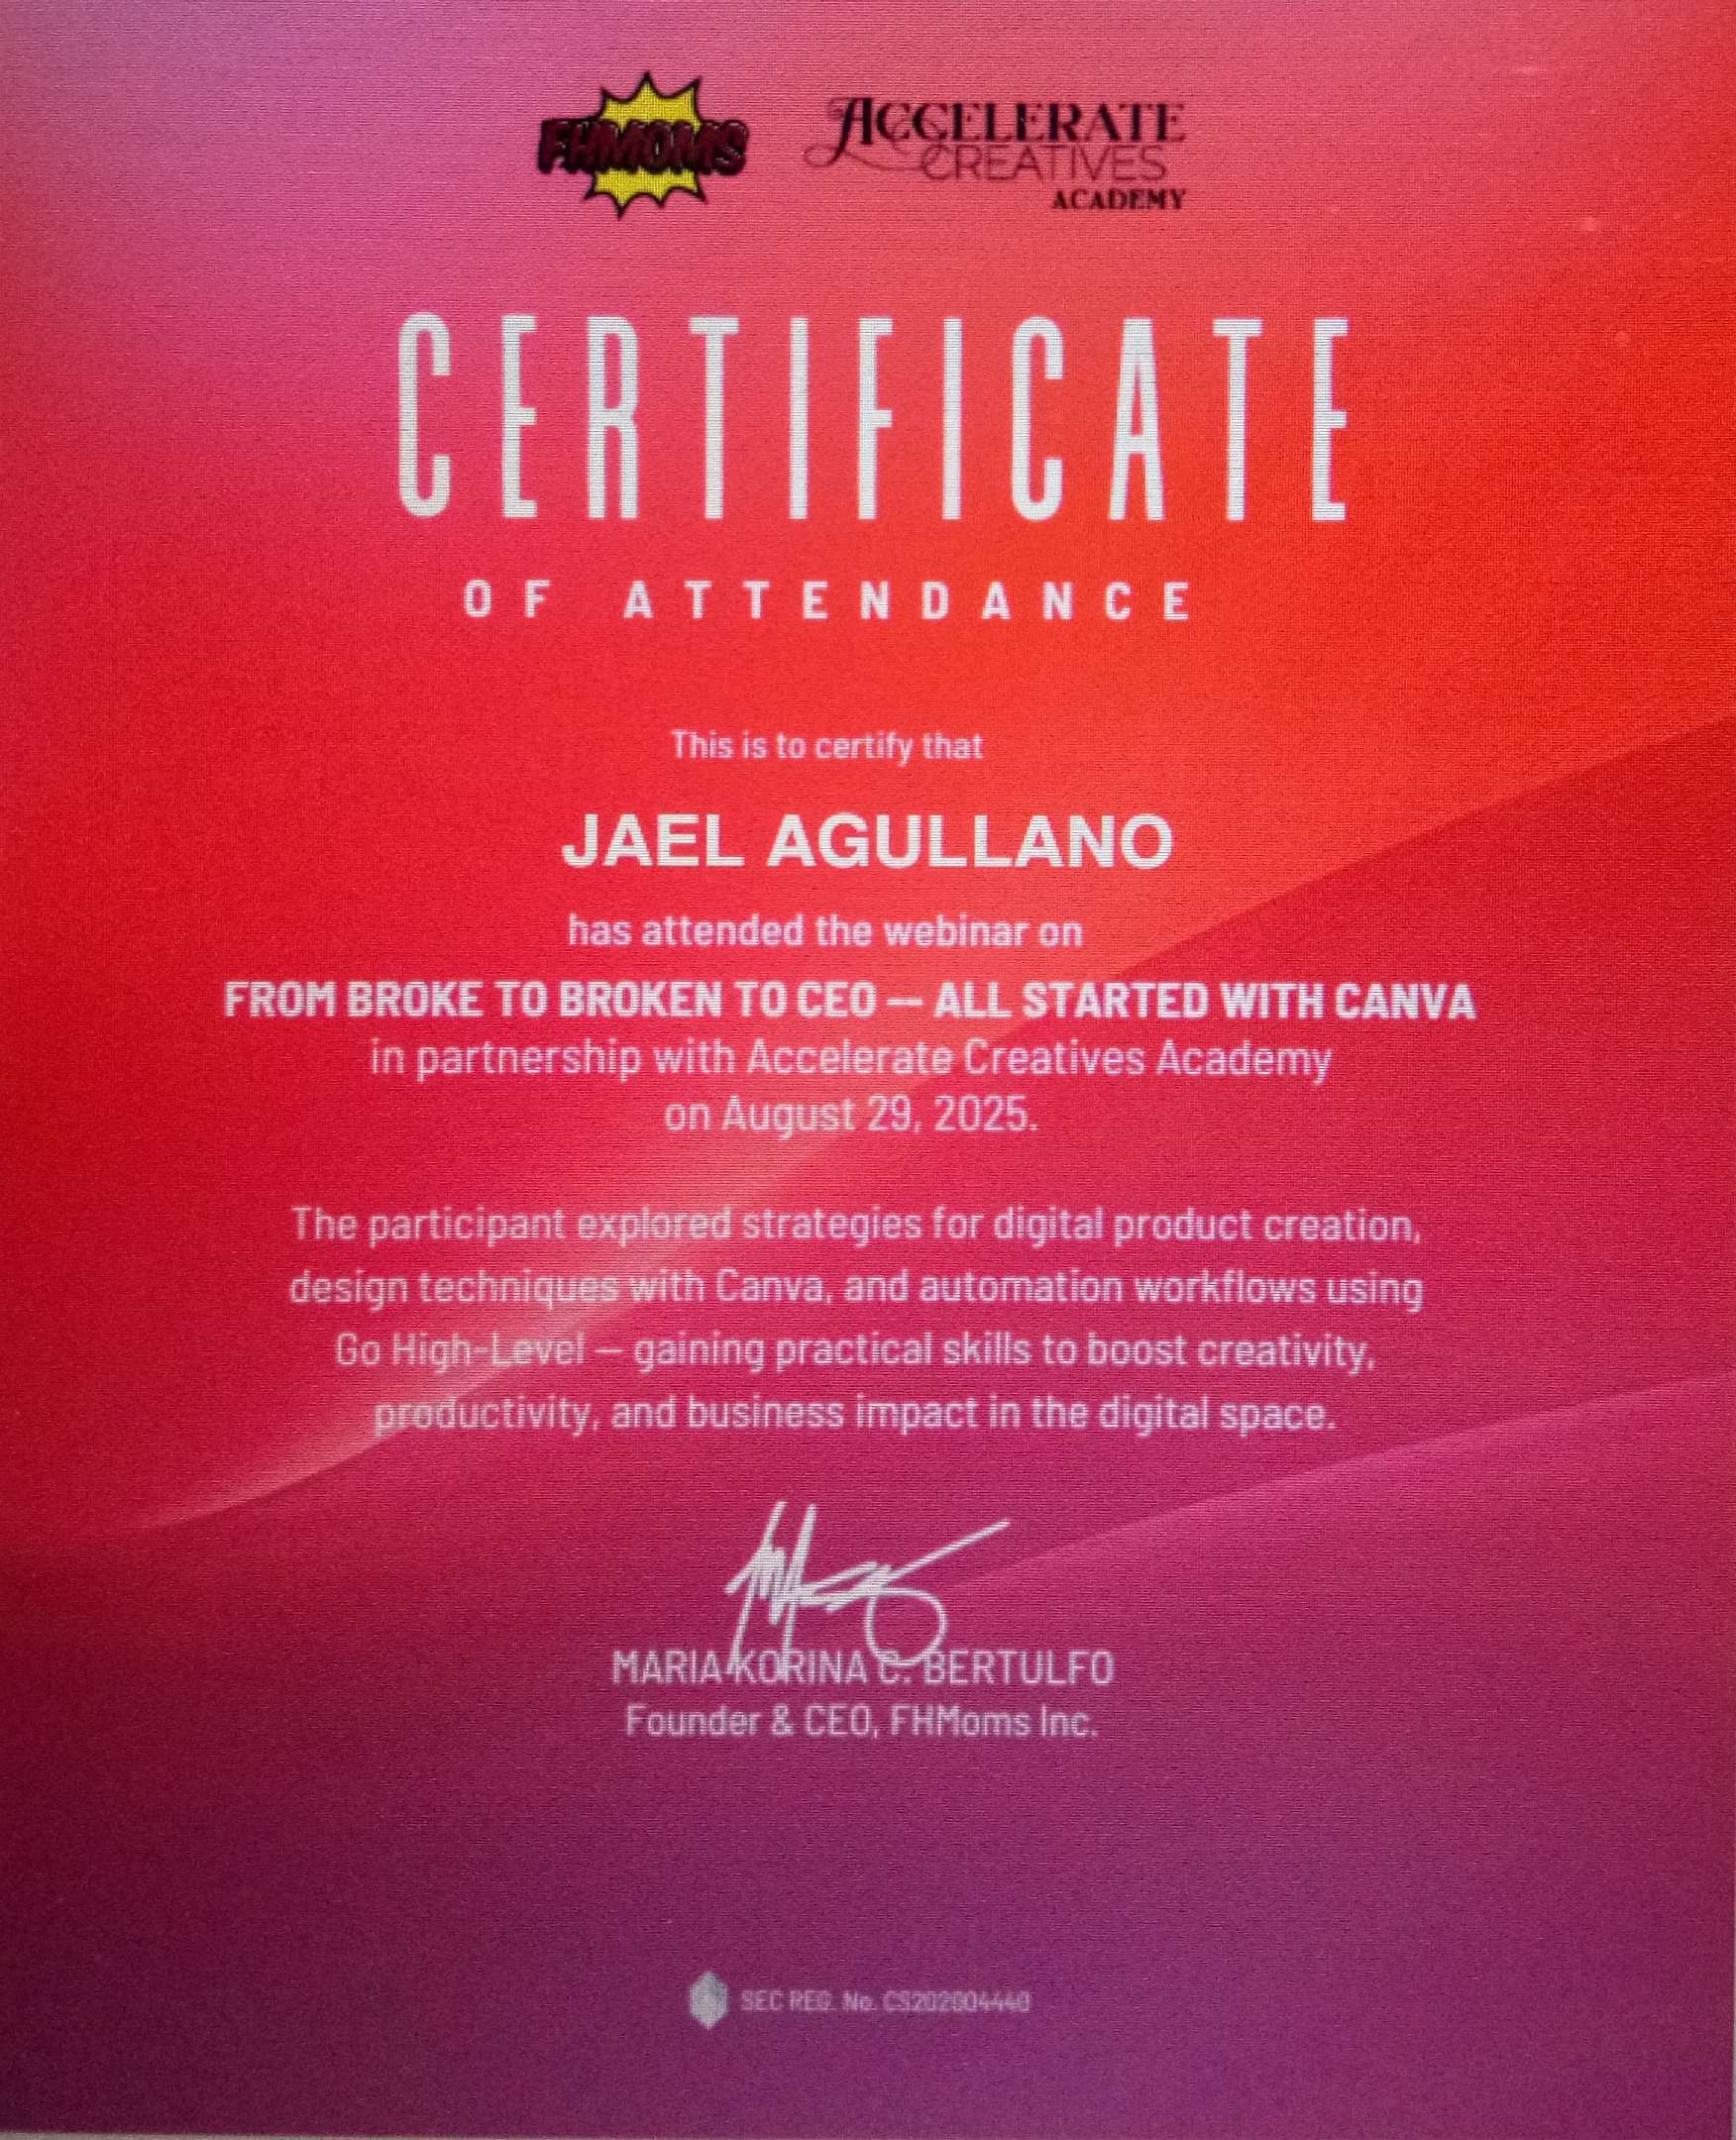 FHMOMS
ACCELERATE
CREATIVES
ACADEMY
CERTIFICATE
OF ATTENDANCE
This is to certify that
JAEL AGULLANO
has attended the webinar on
FROM BROKE TO BROKEN TO CEO — ALL STARTED WITH CANVA
in partnership with Accelerate Creatives Academy
on August 29, 2025.
The participant explored strategies for digital product creation,
design techniques with Canva, and automation workflows using
Go High-Level — gaining practical skills to boost creativity,
productivity, and business impact in the digital space.
MARIA KORINA C. BERTULFO
Founder & CEO, FHMoms Inc.
SEC REG. No. CS202004440